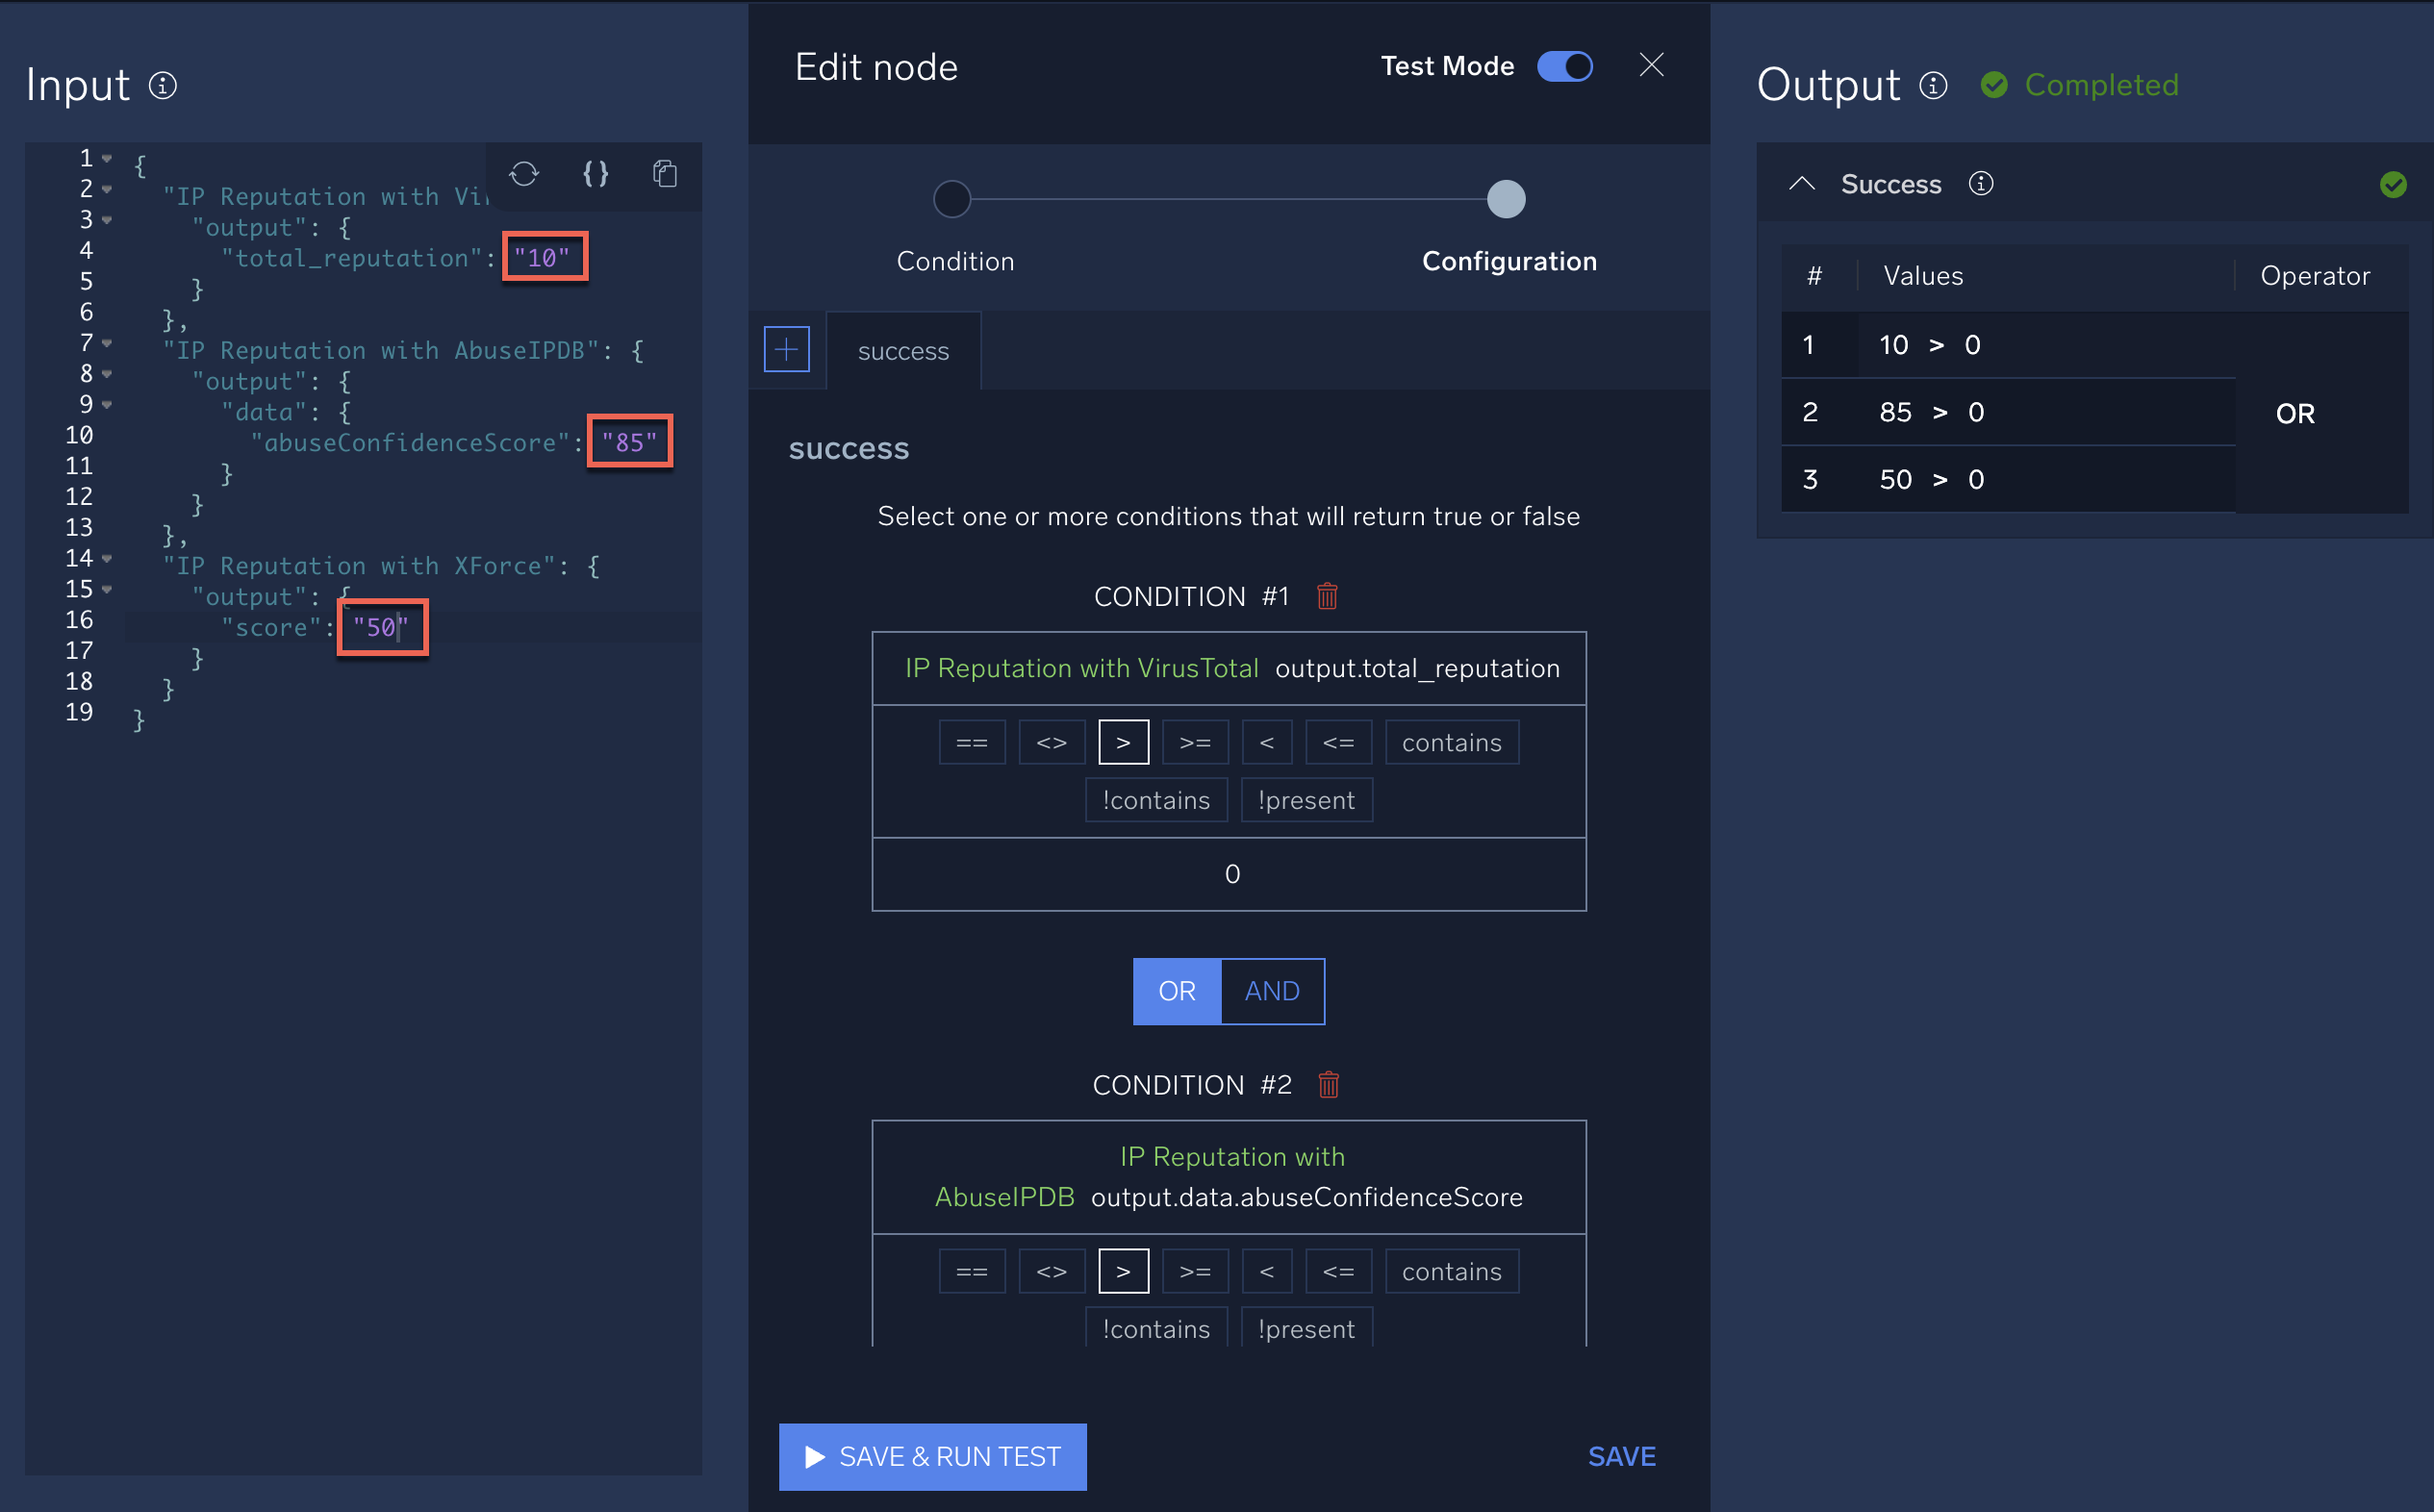 Input
1 {
2 "IP Reputation with Vi
3 "output": {
4 "total_reputation": "10"
5 }
6 },
7 "IP Reputation with AbuseIPDB": {
8 "output": {
9 "data": {
10 "abuseConfidenceScore": "85"
11 }
12 }
13 },
14 "IP Reputation with XForce": {
15 "output": {
16 "score": "50"
17 }
18 }
19 }
Edit node
Test Mode
Condition
Configuration
success
success
Select one or more conditions that will return true or false
CONDITION #1
IP Reputation with VirusTotal output.total_reputation
== <> > >= < <= contains
!contains !present
0
OR AND
CONDITION #2
IP Reputation with
AbuseIPDB output.data.abuseConfidenceScore
== <> > >= < <= contains
!contains !present
SAVE & RUN TEST
SAVE
Output
Completed
Success
# Values Operator
1 10 > 0
2 85 > 0 OR
3 50 > 0